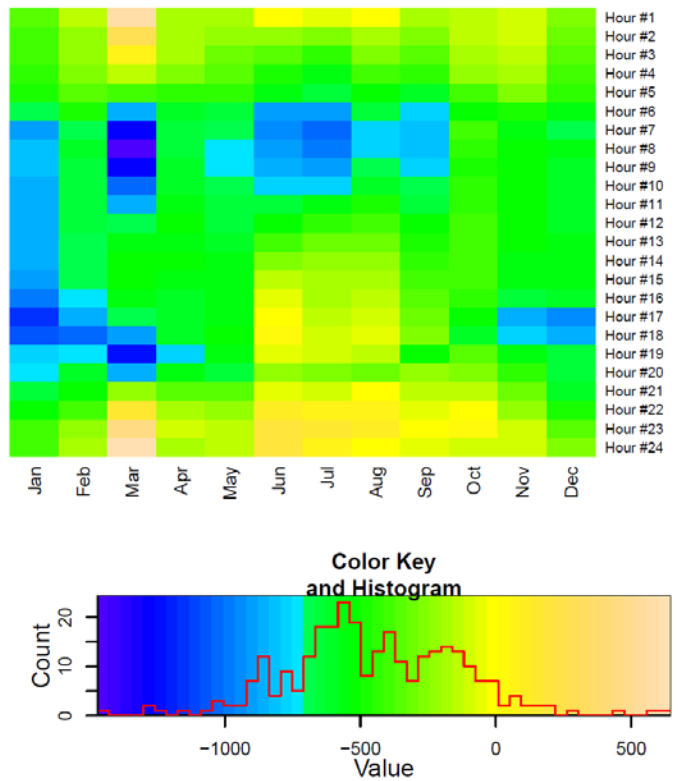 Hour #1
Hour #2
Hour #3
Hour #4
Hour #5
Hour #6
Hour #7
Hour #8
Hour #9
Hour #10
Hour #11
Hour #12
Hour #13
Hour #14
Hour #15
Hour #16
Hour #17
Hour #18
Hour #19
Hour #20
Hour #21
Hour #22
Hour #23
Hour #24
Jan Feb Mar Apr May Jun Jul Aug Sep Oct Nov Dec
Color Key
and Histogram
Count
0 10 20
−1000 −500 0 500
Value